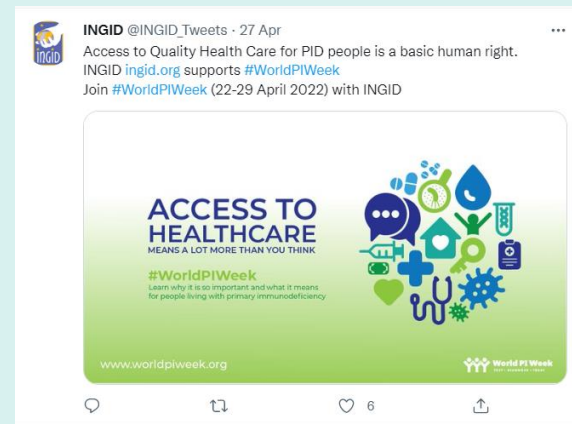 INGID @INGID_Tweets · 27 Apr
Access to Quality Health Care for PID people is a basic human right.
INGID ingid.org supports #WorldPIWeek
Join #WorldPIWeek (22-29 April 2022) with INGID
ingID
ACCESS TO
HEALTHCARE
MEANS A LOT MORE THAN YOU THINK
#WorldPIWeek
Learn why it is so important and what it means
for people living with primary immunodeficiency
www.worldpiweek.org
World PI Week
6